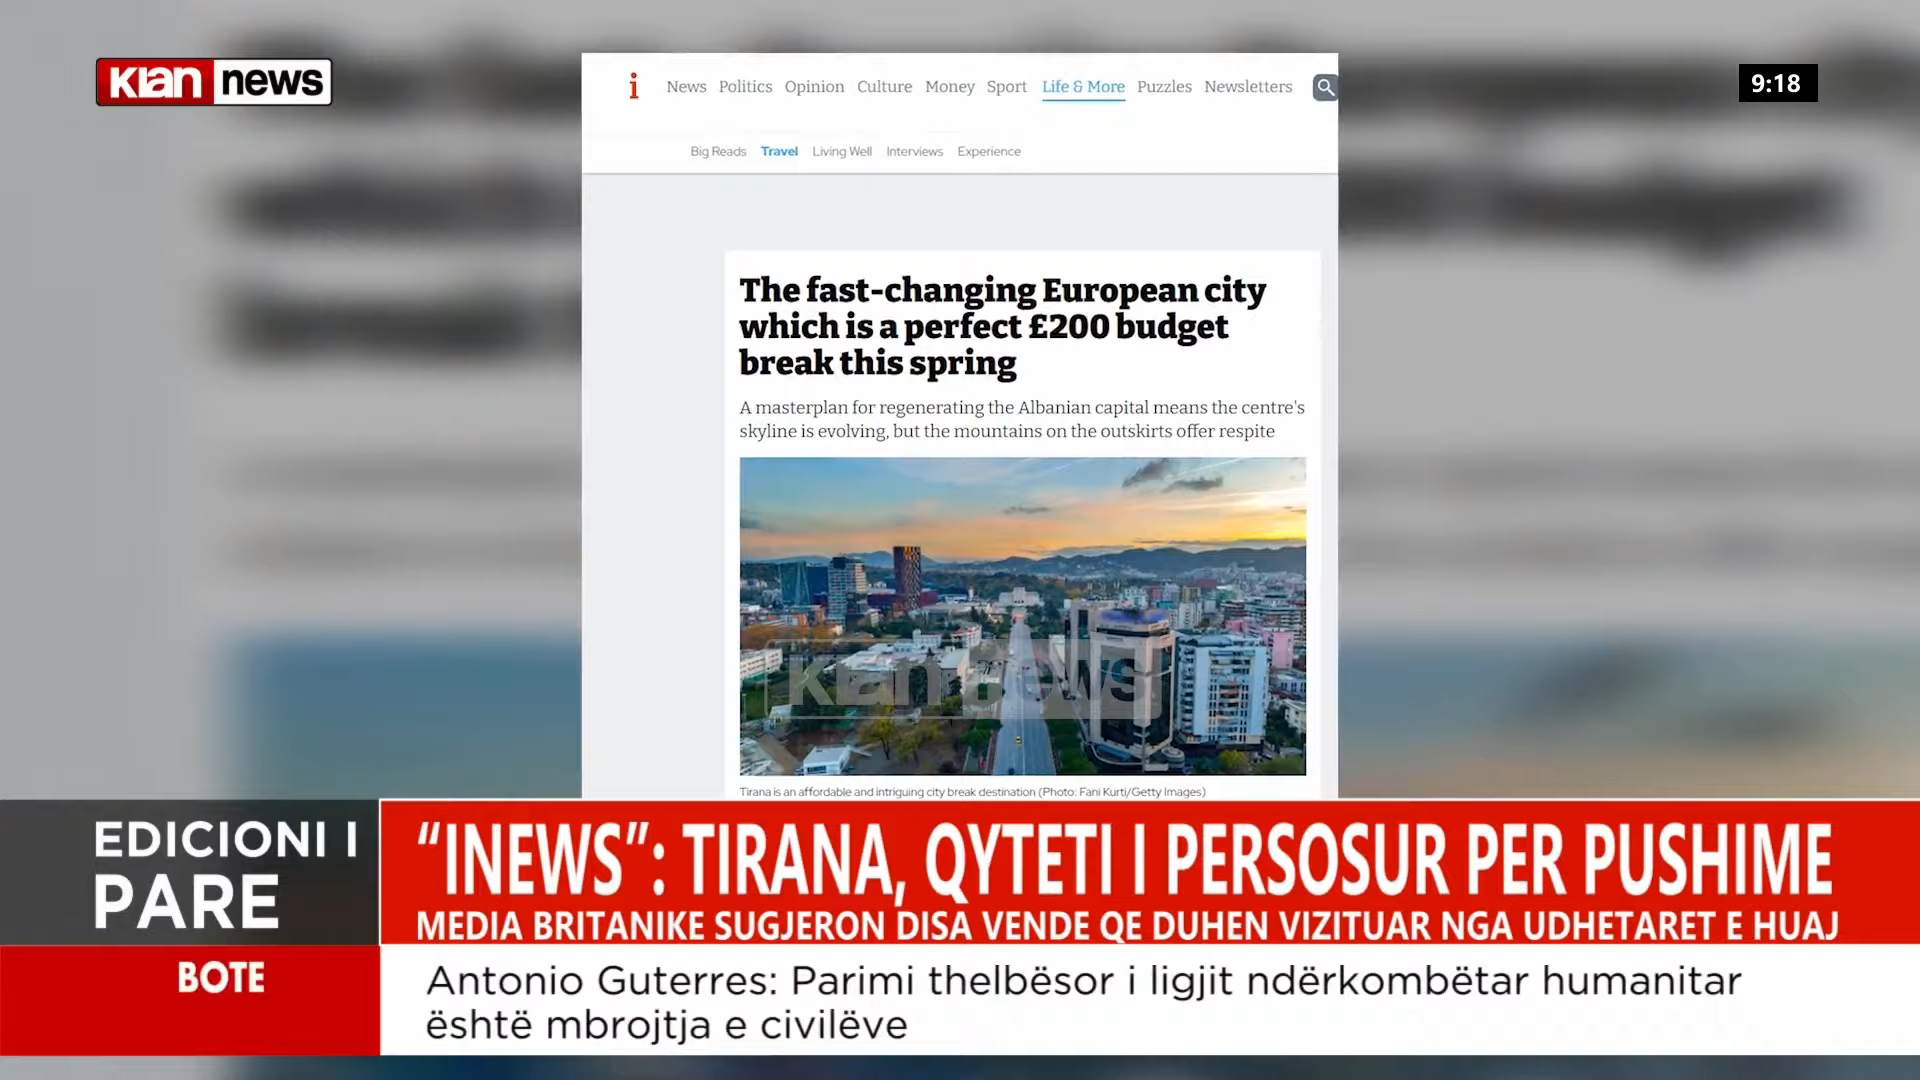 Klan news
9:18
i
News Politics Opinion Culture Money Sport Life & More Puzzles Newsletters
Big Reads Travel Living Well Interviews Experience
The fast-changing European city
which is a perfect £200 budget
break this spring
A masterplan for regenerating the Albanian capital means the centre's
skyline is evolving, but the mountains on the outskirts offer respite
Klan news
Tirana is an affordable and intriguing city break destination (Photo: Fani Kurti/Getty Images)
EDICIONI I
PARE
“INEWS”: TIRANA, QYTETI I PERSOSUR PER PUSHIME
MEDIA BRITANIKE SUGJERON DISA VENDE QE DUHEN VIZITUAR NGA UDHETARET E HUAJ
BOTE
Antonio Guterres: Parimi thelbësor i ligjit ndërkombëtar humanitar
është mbrojtja e civilëve